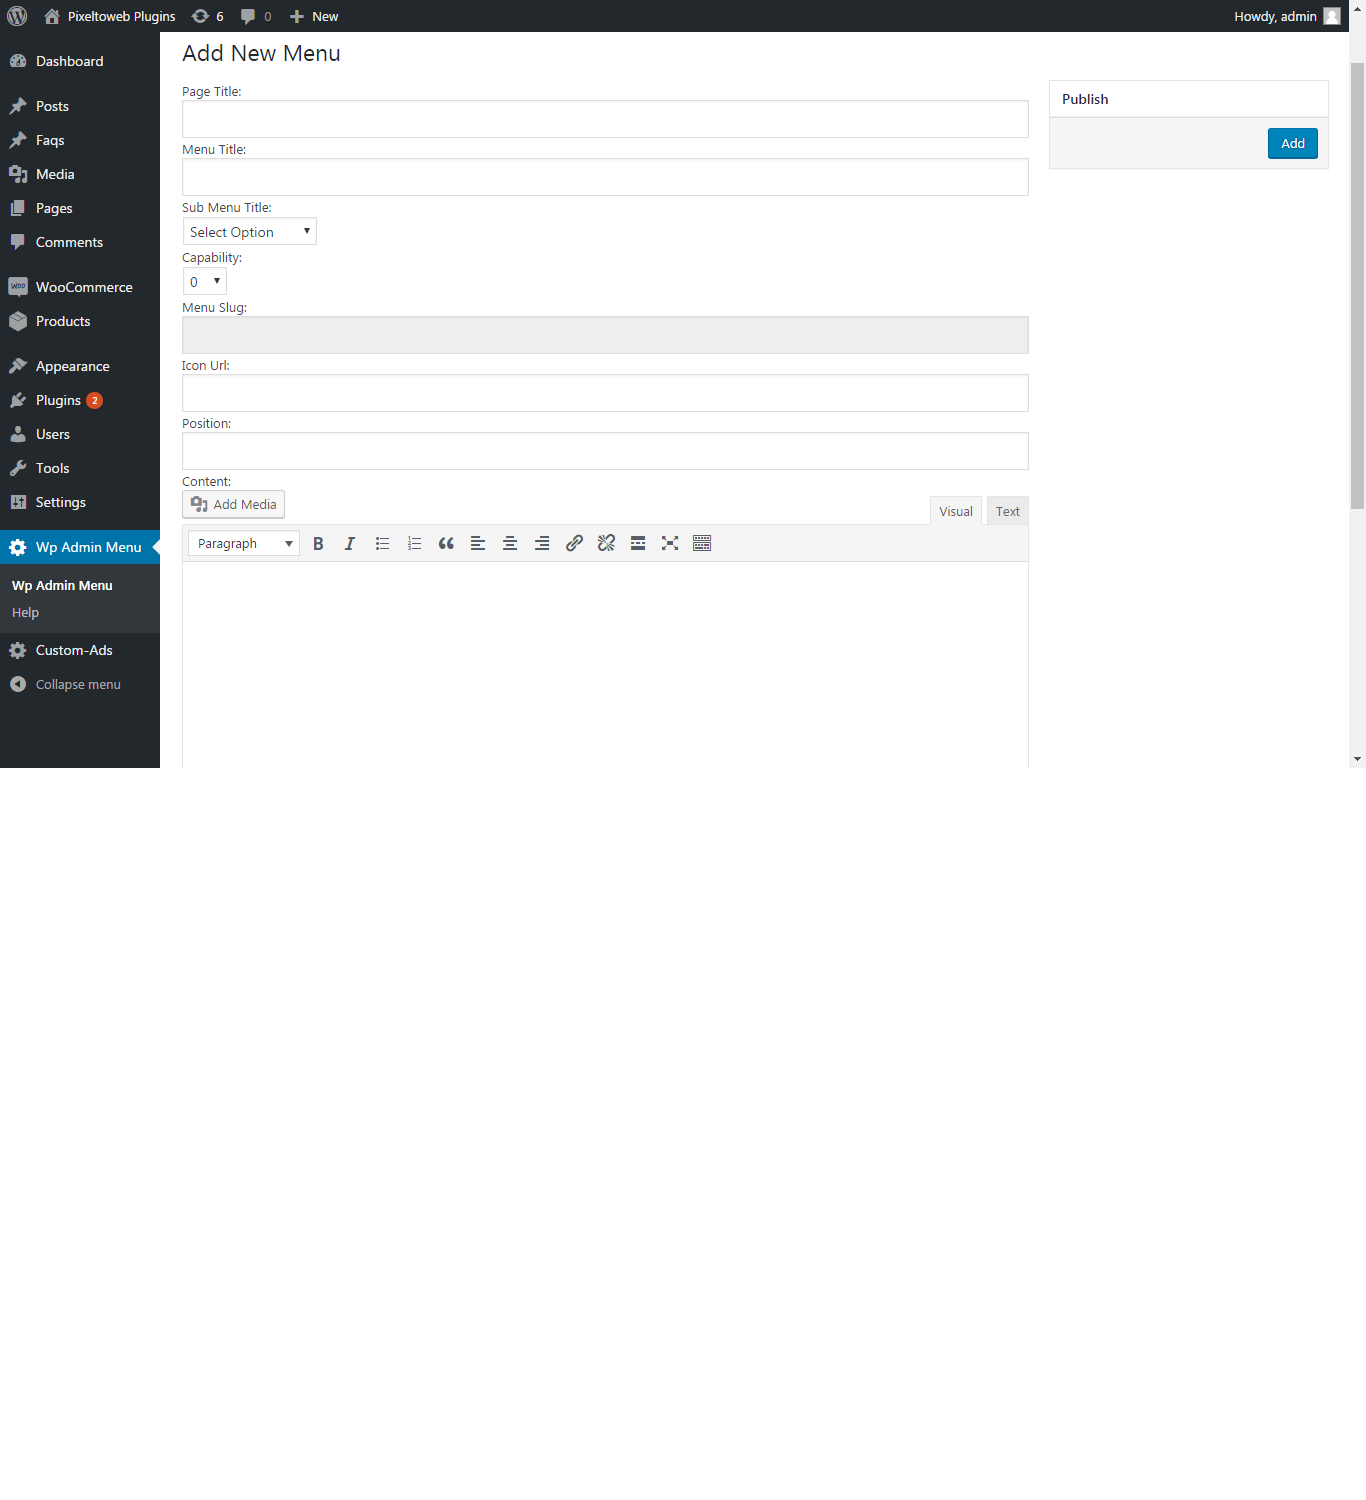 Pixeltoweb Plugins 6 0 New Howdy, admin
Dashboard
Posts
Faqs
Media
Pages
Comments
WooCommerce
Products
Appearance
Plugins 2
Users
Tools
Settings
Wp Admin Menu
Wp Admin Menu
Help
Custom-Ads
Collapse menu
Add New Menu
Page Title:
Menu Title:
Sub Menu Title:
Select Option
Capability:
0
Menu Slug:
Icon Url:
Position:
Content:
Add Media
Visual Text
Paragraph B I
Publish
Add